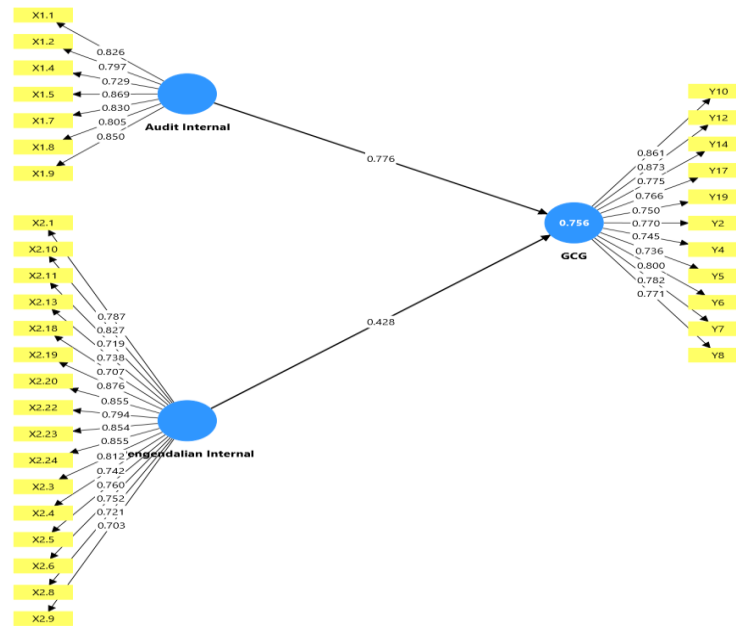 X1.1
X1.2
X1.4
X1.5
X1.7
X1.8
X1.9
0.826
0.797
0.729
0.869
0.830
0.805
0.850
Audit Internal
0.776
X2.1
X2.10
X2.11
X2.13
X2.18
X2.19
X2.20
X2.22
X2.23
X2.24
X2.3
X2.4
X2.5
X2.6
X2.8
X2.9
0.787
0.827
0.719
0.738
0.707
0.876
0.855
0.794
0.854
0.855
0.812
0.742
0.760
0.752
0.721
0.703
engendalian Internal
0.428
0.756
GCG
0.861
0.873
0.775
0.766
0.750
0.770
0.745
0.736
0.800
0.782
0.771
Y10
Y12
Y14
Y17
Y19
Y2
Y4
Y5
Y6
Y7
Y8